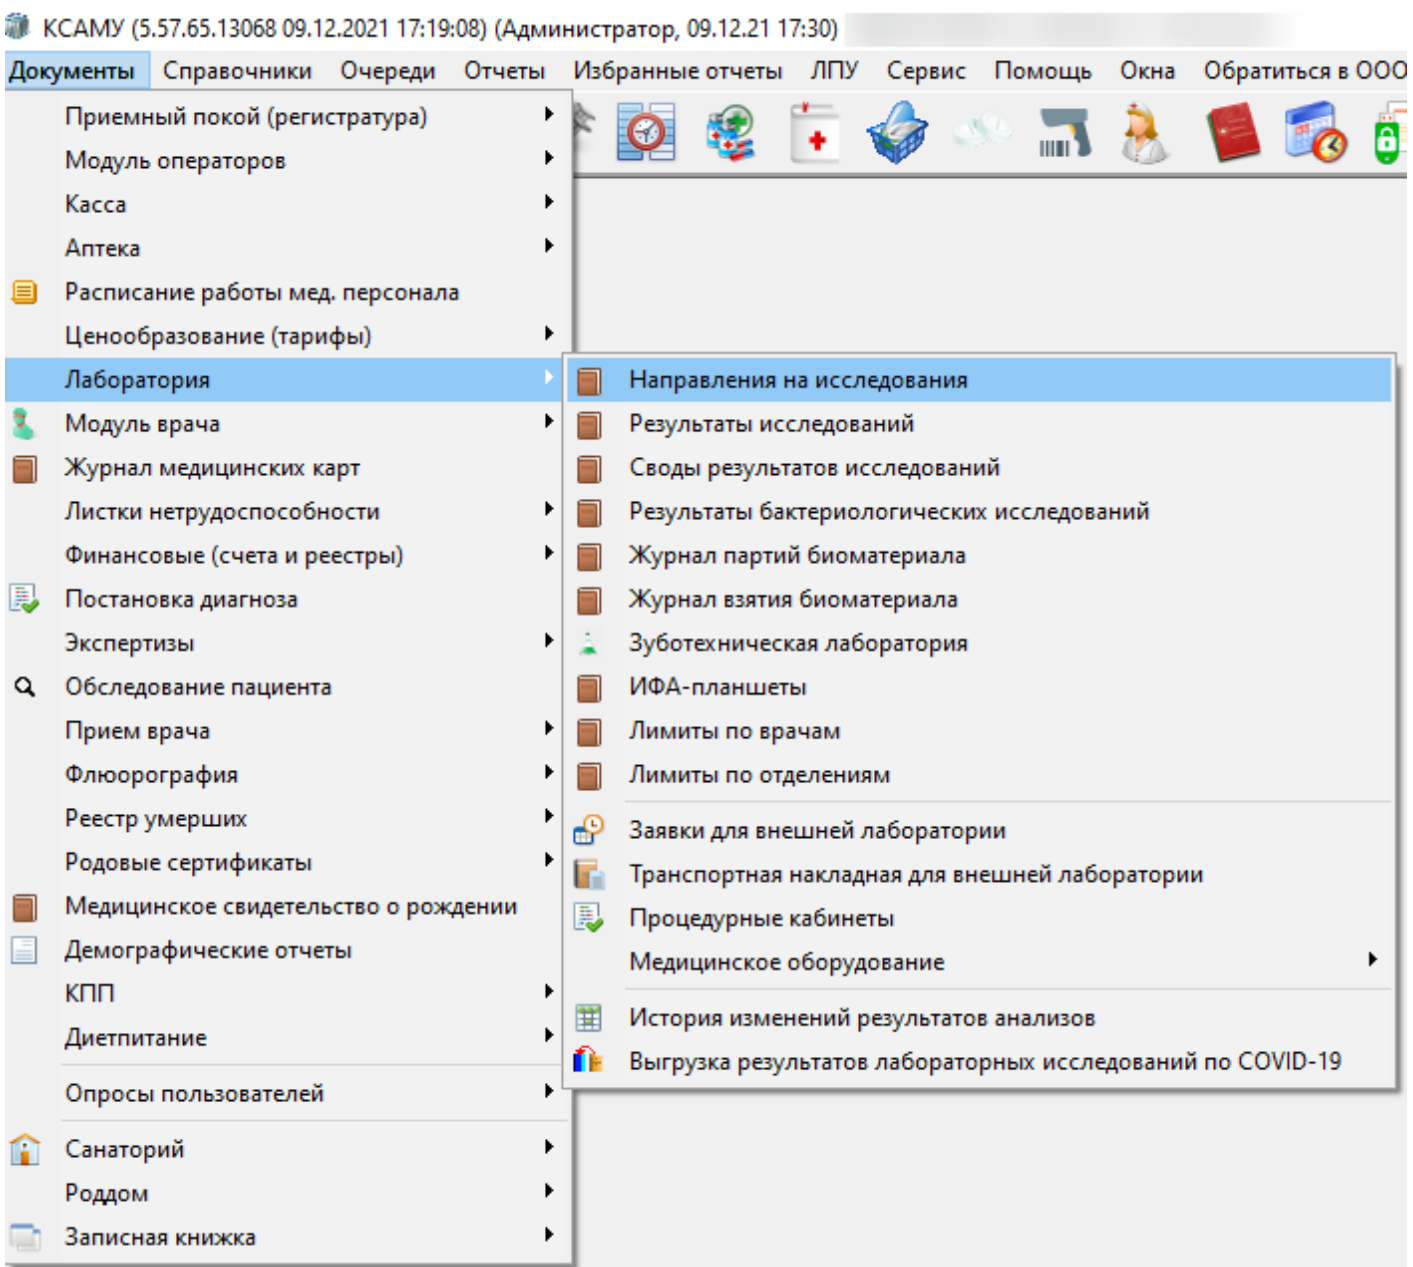 КСАМУ (5.57.65.13068 09.12.2021 17:19:08) (Администратор, 09.12.21 17:30)
Документы Справочники Очереди Отчеты Избранные отчеты ЛПУ Сервис Помощь Окна Обратиться в ООО
Приемный покой (регистратура)
Модуль операторов
Касса
Аптека
Расписание работы мед. персонала
Ценообразование (тарифы)
Лаборатория
Модуль врача
Журнал медицинских карт
Листки нетрудоспособности
Финансовые (счета и реестры)
Постановка диагноза
Экспертизы
Обследование пациента
Прием врача
Флюорография
Реестр умерших
Родовые сертификаты
Медицинское свидетельство о рождении
Демографические отчеты
КПП
Диетпитание
Опросы пользователей
Санаторий
Роддом
Записная книжка
Направления на исследования
Результаты исследований
Своды результатов исследований
Результаты бактериологических исследований
Журнал партий биоматериала
Журнал взятия биоматериала
Зуботехническая лаборатория
ИФА-планшеты
Лимиты по врачам
Лимиты по отделениям
Заявки для внешней лаборатории
Транспортная накладная для внешней лаборатории
Процедурные кабинеты
Медицинское оборудование
История изменений результатов анализов
Выгрузка результатов лабораторных исследований по COVID-19